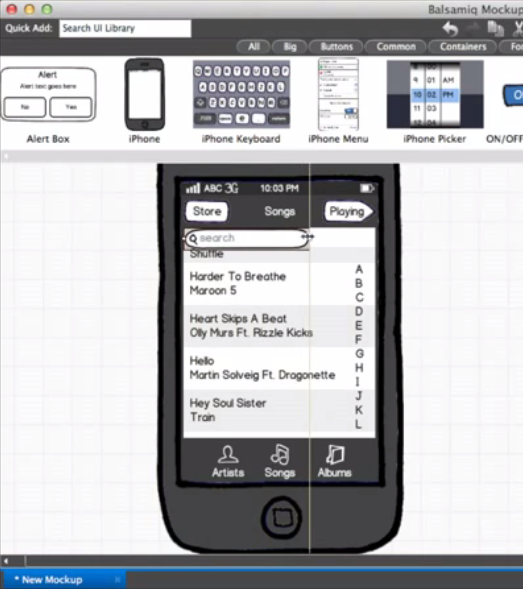 Balsamiq Mockup
Quick Add: Search UI Library
All Big Buttons Common Containers Fo
Alert
Alert text goes here
No Yes
9 01 AM
10 02 PM
11 03
Alert Box iPhone iPhone Keyboard iPhone Menu iPhone Picker ON/OFF
ABC 3G 10:03 PM
Store Songs Playing
search
Shuffle
Harder To Breathe
Maroon 5
Heart Skips A Beat
Olly Murs Ft. Rizzle Kicks
Hello
Martin Solveig Ft. Dragonette
Hey Soul Sister
Train
A
B
C
D
E
F
G
H
I
J
K
L
Artists Songs Albums
* New Mockup